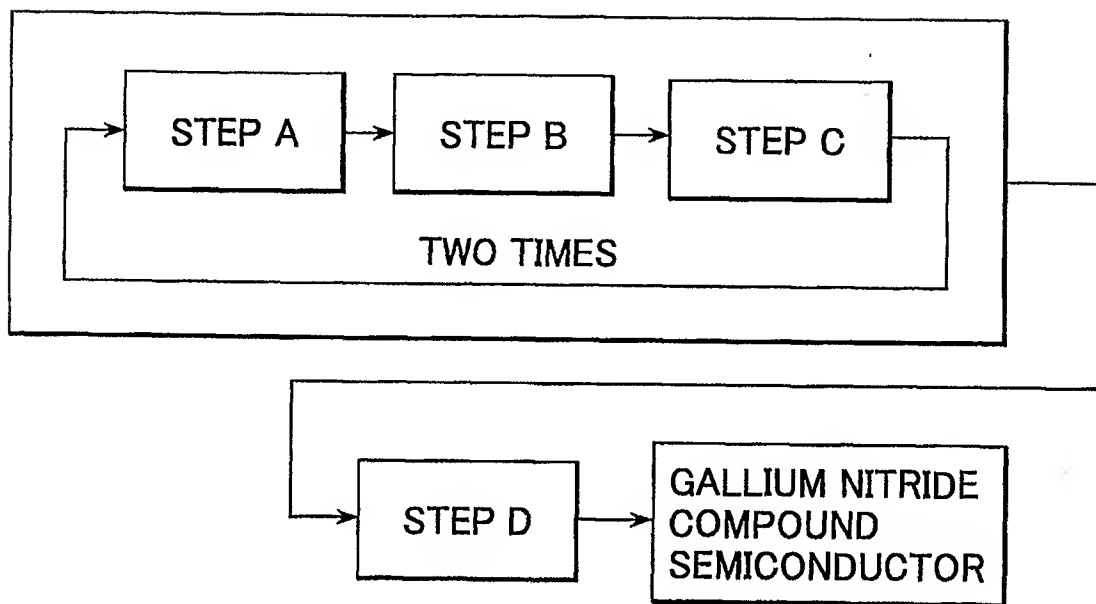 STEP A
STEP B
STEP C
TWO TIMES
STEP D
GALLIUM NITRIDE
COMPOUND
SEMICONDUCTOR